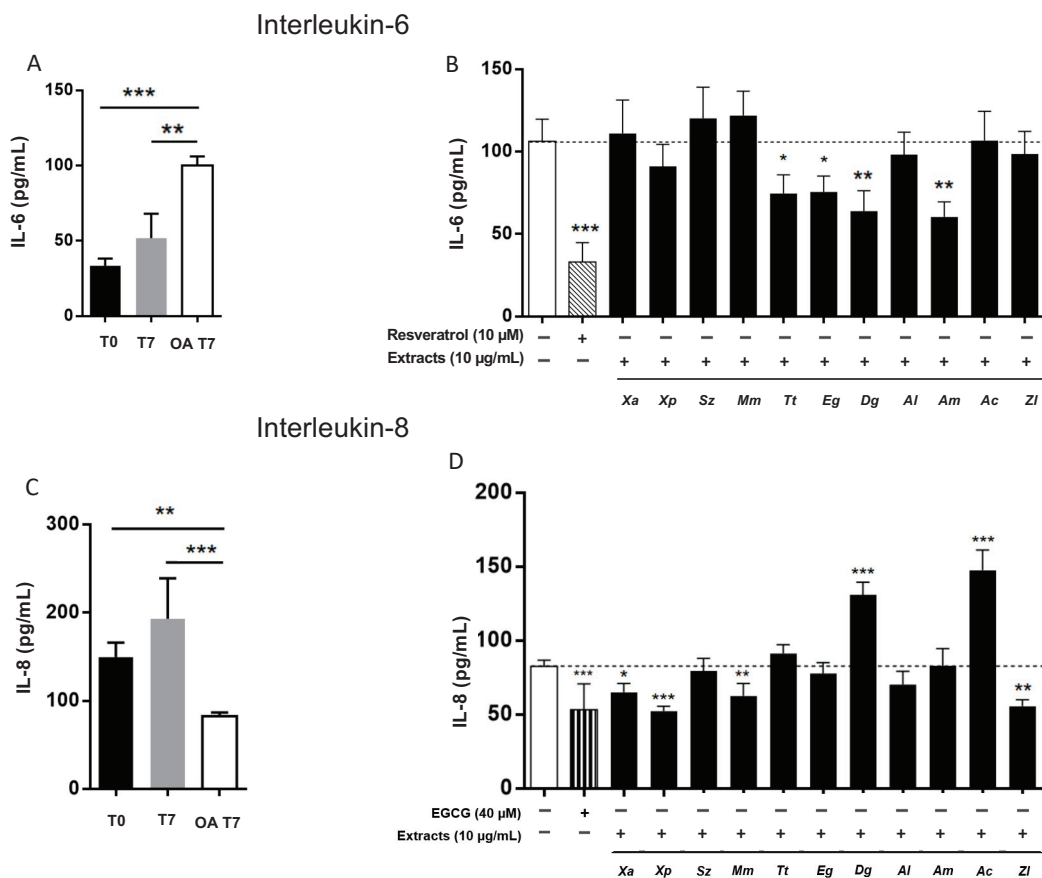 Interleukin-6
A
IL-6 (pg/mL)
150
100
50
0
***
**
T0 T7 OA T7
B
IL-6 (pg/mL)
150
100
50
0
*** * * ** **
Resveratrol (10 µM) − + − − − − − − − − − − −
Extracts (10 µg/mL) − − + + + + + + + + + + +
Xa Xp Sz Mm Tt Eg Dg Al Am Ac Zl
Interleukin-8
C
IL-8 (pg/mL)
300
200
100
0
**
***
T0 T7 OA T7
D
IL-8 (pg/mL)
200
150
100
50
0
*** * *** ** *** *** **
EGCG (40 µM) − + − − − − − − − − − − −
Extracts (10 µg/mL) − − + + + + + + + + + + +
Xa Xp Sz Mm Tt Eg Dg Al Am Ac Zl